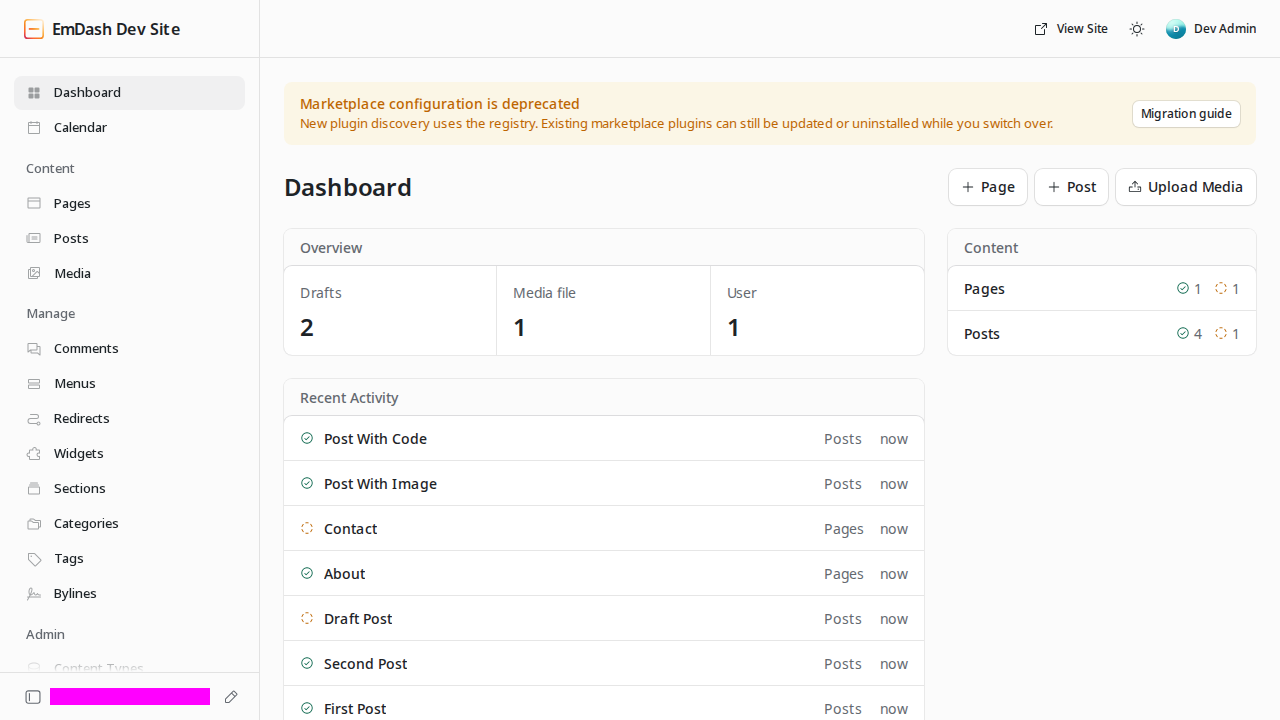 EmDash Dev Site
View Site
Dev Admin
Dashboard
Calendar
Content
Pages
Posts
Media
Manage
Comments
Menus
Redirects
Widgets
Sections
Categories
Tags
Bylines
Admin
Content Types
Marketplace configuration is deprecated
New plugin discovery uses the registry. Existing marketplace plugins can still be updated or uninstalled while you switch over.
Migration guide
Dashboard
Page
Post
Upload Media
Overview
Drafts
2
Media file
1
User
1
Content
Pages 1 1
Posts 4 1
Recent Activity
Post With Code Posts now
Post With Image Posts now
Contact Pages now
About Pages now
Draft Post Posts now
Second Post Posts now
First Post Posts now